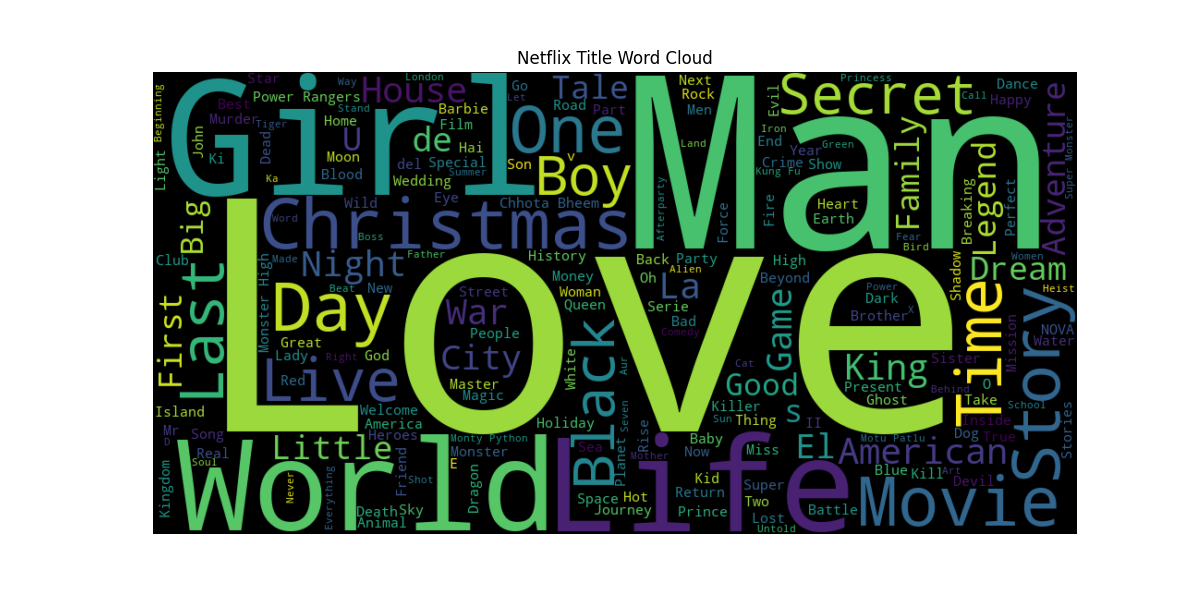 Netflix Title Word Cloud
Girl
Man
Love
World
Life
Christmas
One
Boy
Secret
House
Tale
Next
Rock
Men
Princess
Call
Dance
Happy
Evil
Star
Way
London
Go
Let
Power Rangers
Best
Stand
Barbie
Road
Part
Murder
Tiger
Home
U
de
Film
Hai
Land
Iron
End
Year
Green
Beginning
John
Dead
Moon
Light
Ki
Ka
Blood
del
Special
Summer
Son
v
Crime
Show
Kung Fu
Family
Legend
Breaking
Perfect
Adventure
Super Monster
Wedding
Eye
Wild
Chhota Bheem
Afterparty
Force
Fire
Heart
Earth
Fear
Bird
Women
Big
Word
Boss
Father
Club
Last
Monster High
Made
Night
History
Back
Party
Oh
Alien
High
Beyond
Shadow
Dream
Heist
Beat
New
Street
Money
Woman
Queen
La
Serie
Power
Dark
Brother
X
First
Day
War
People
Bad
Comedy
Game
Time
Story
Mission
NOVA
Water
Great
Lady
Right
God
City
White
Black
Aur
Cat
King
Sister
Live
Red
Master
Magic
Good
Present
Ghost
Behind
O
Take
School
Island
Welcome
America
Holiday
Seven
Killer
Sun
Thing
s
II
Inside
Mr
D
Song
Real
Soul
Little
Heroes
Monty Python
Monster
Sea
Rise
Mother
Baby
Now
Miss
El
Motu Patlu
American
Dog
True
Stories
Kingdom
Never
Everything
Friend
Shot
E
Dragon
Planet
Kid
Return
Super
Two
Blue
Kill
Art
Devil
Death
Sky
Animal
Space
Hot
Journey
Prince
Lost
Untold
Battle
Movie